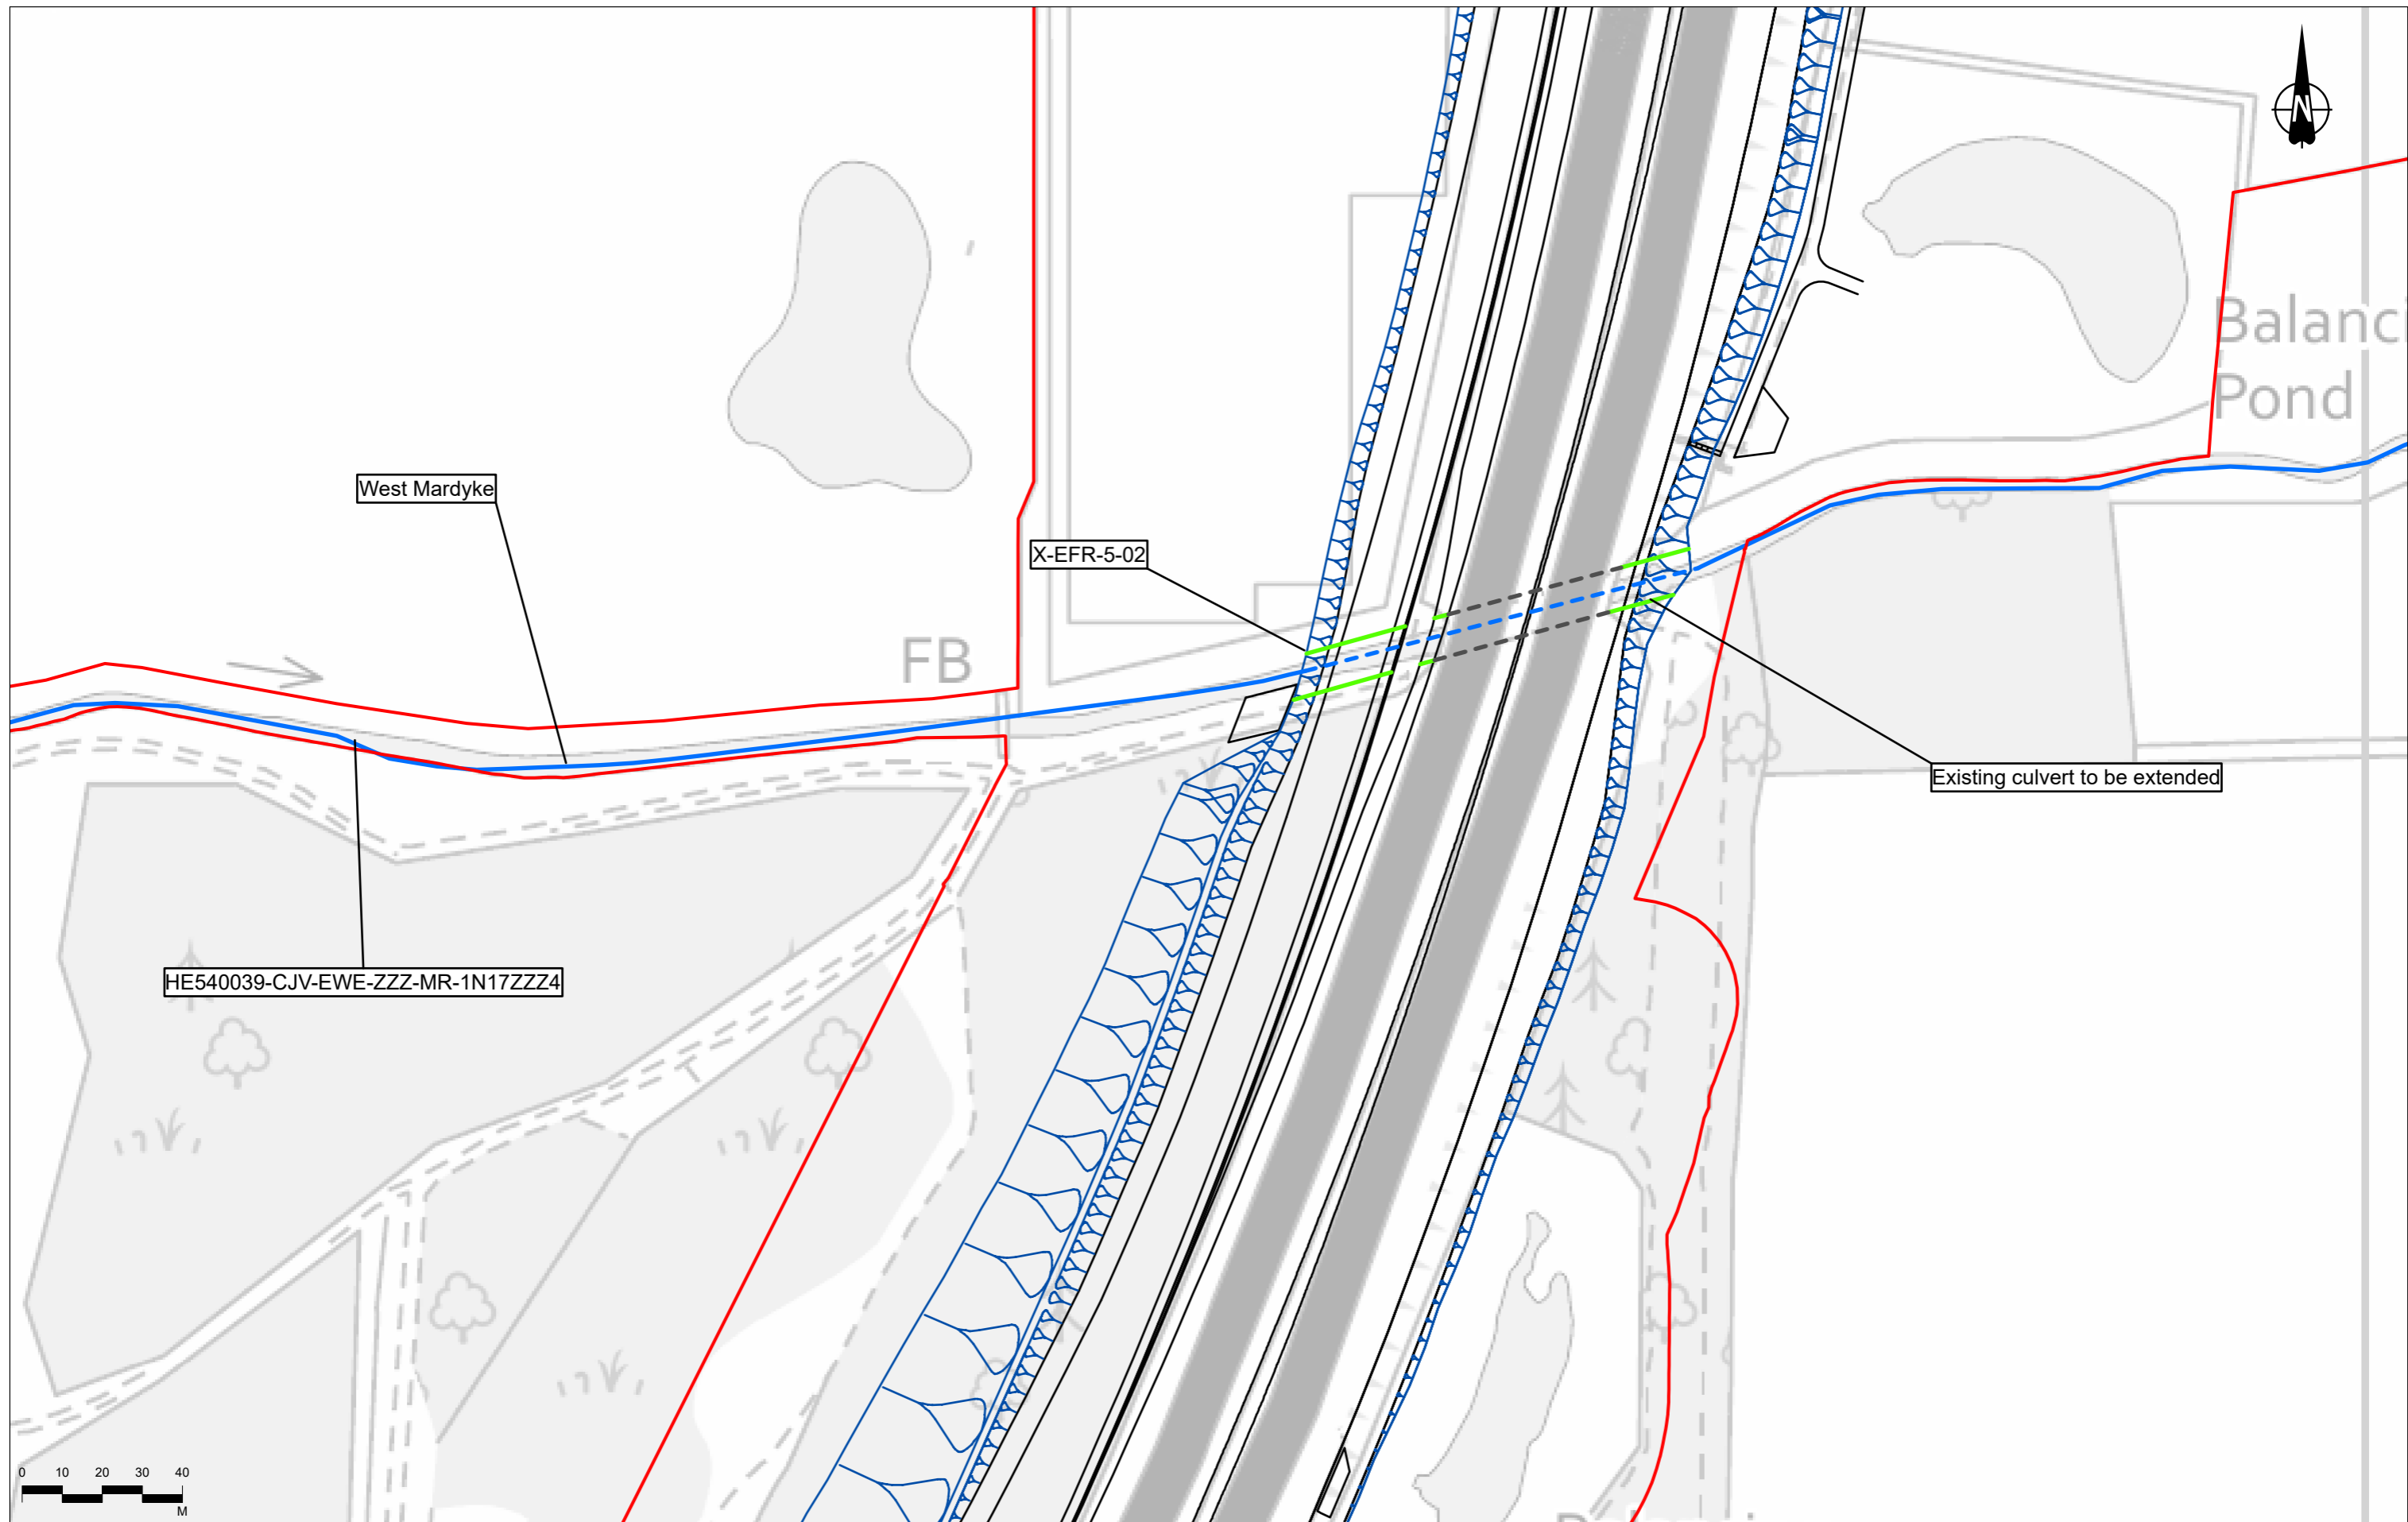 N
Balanci
Pond
West Mardyke
X-EFR-5-02
FB
Existing culvert to be extended
HE540039-CJV-EWE-ZZZ-MR-1N17ZZZ4
0 10 20 30 40
M